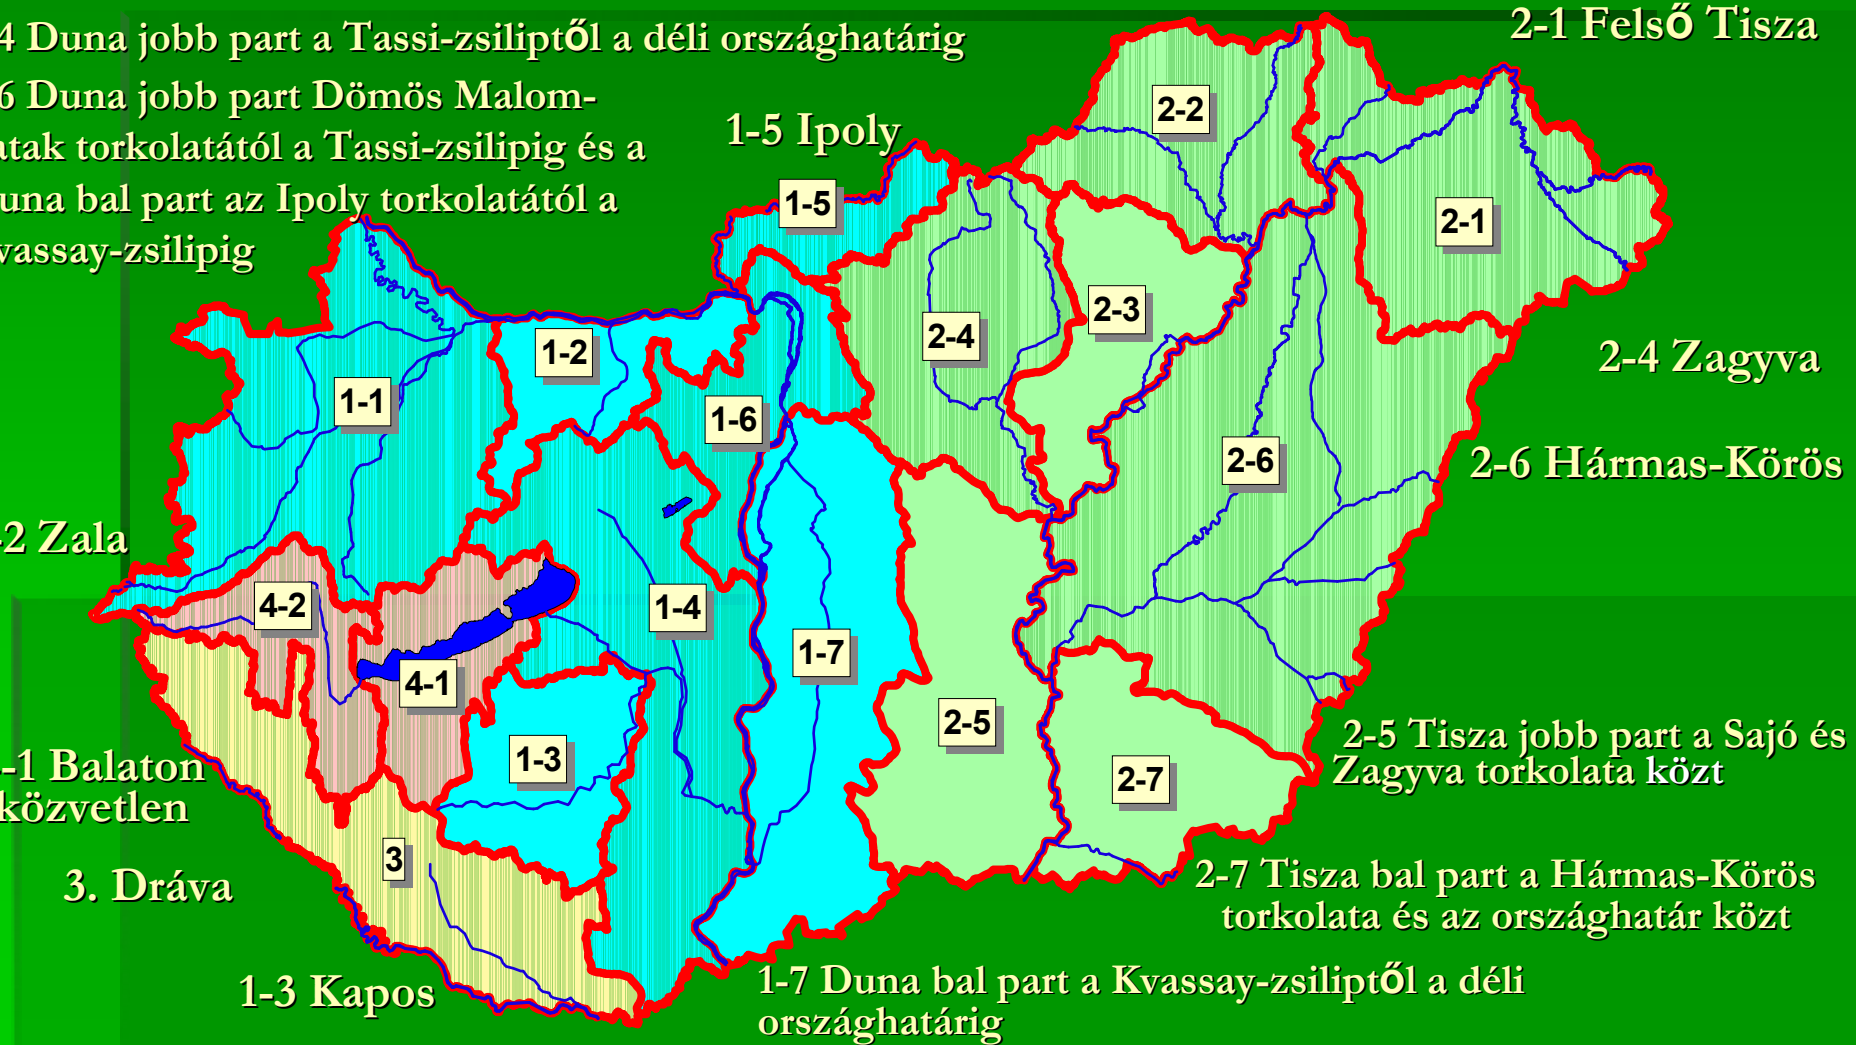 4 Duna jobb part a Tassi-zsiliptől a déli országhatárig
6 Duna jobb part Dömös Malom-
atak torkolatától a Tassi-zsilipig és a
una bal part az Ipoly torkolatától a
vassay-zsilipig
2-1 Felső Tisza
1-5 Ipoly
2-2
1-5
2-1
2-3
2-4
1-2
2-4 Zagyva
1-1
1-6
2-6
2-6 Hármas-Körös
-2 Zala
4-2
1-4
1-7
4-1
2-5
2-5 Tisza jobb part a Sajó és
Zagyva torkolata közt
1-3
2-7
-1 Balaton
közvetlen
3
3. Dráva
2-7 Tisza bal part a Hármas-Körös
torkolata és az országhatár közt
1-3 Kapos
1-7 Duna bal part a Kvassay-zsiliptől a déli
országhatárig